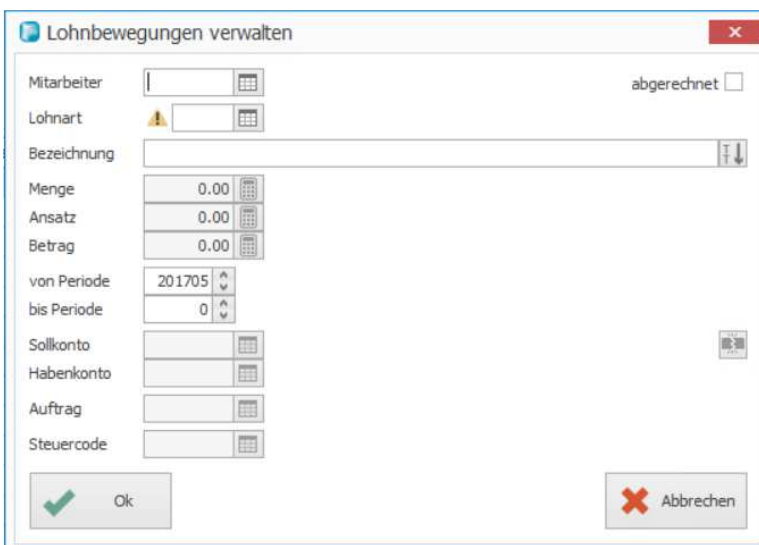 Lohnbewegungen verwalten
Mitarbeiter
abgerechnet
Lohnart
Bezeichnung
Menge 0.00
Ansatz 0.00
Betrag 0.00
von Periode 201705
bis Periode 0
Sollkonto
Habenkonto
Auftrag
Steuercode
Ok Abbrechen